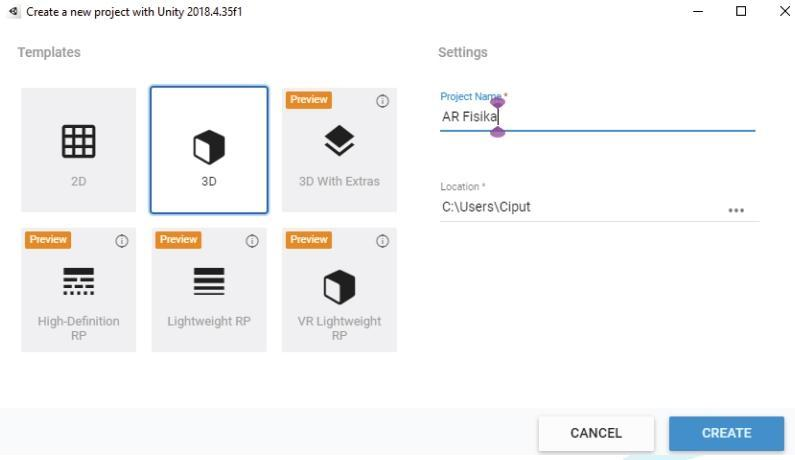 Create a new project with Unity 2018.4.35f1
Templates
Settings
2D
3D
Preview
3D With Extras
Preview
High-Definition
RP
Preview
Lightweight RP
Preview
VR Lightweight
RP
Project Name *
AR Fisika
Location *
C:\Users\Ciput
CANCEL
CREATE